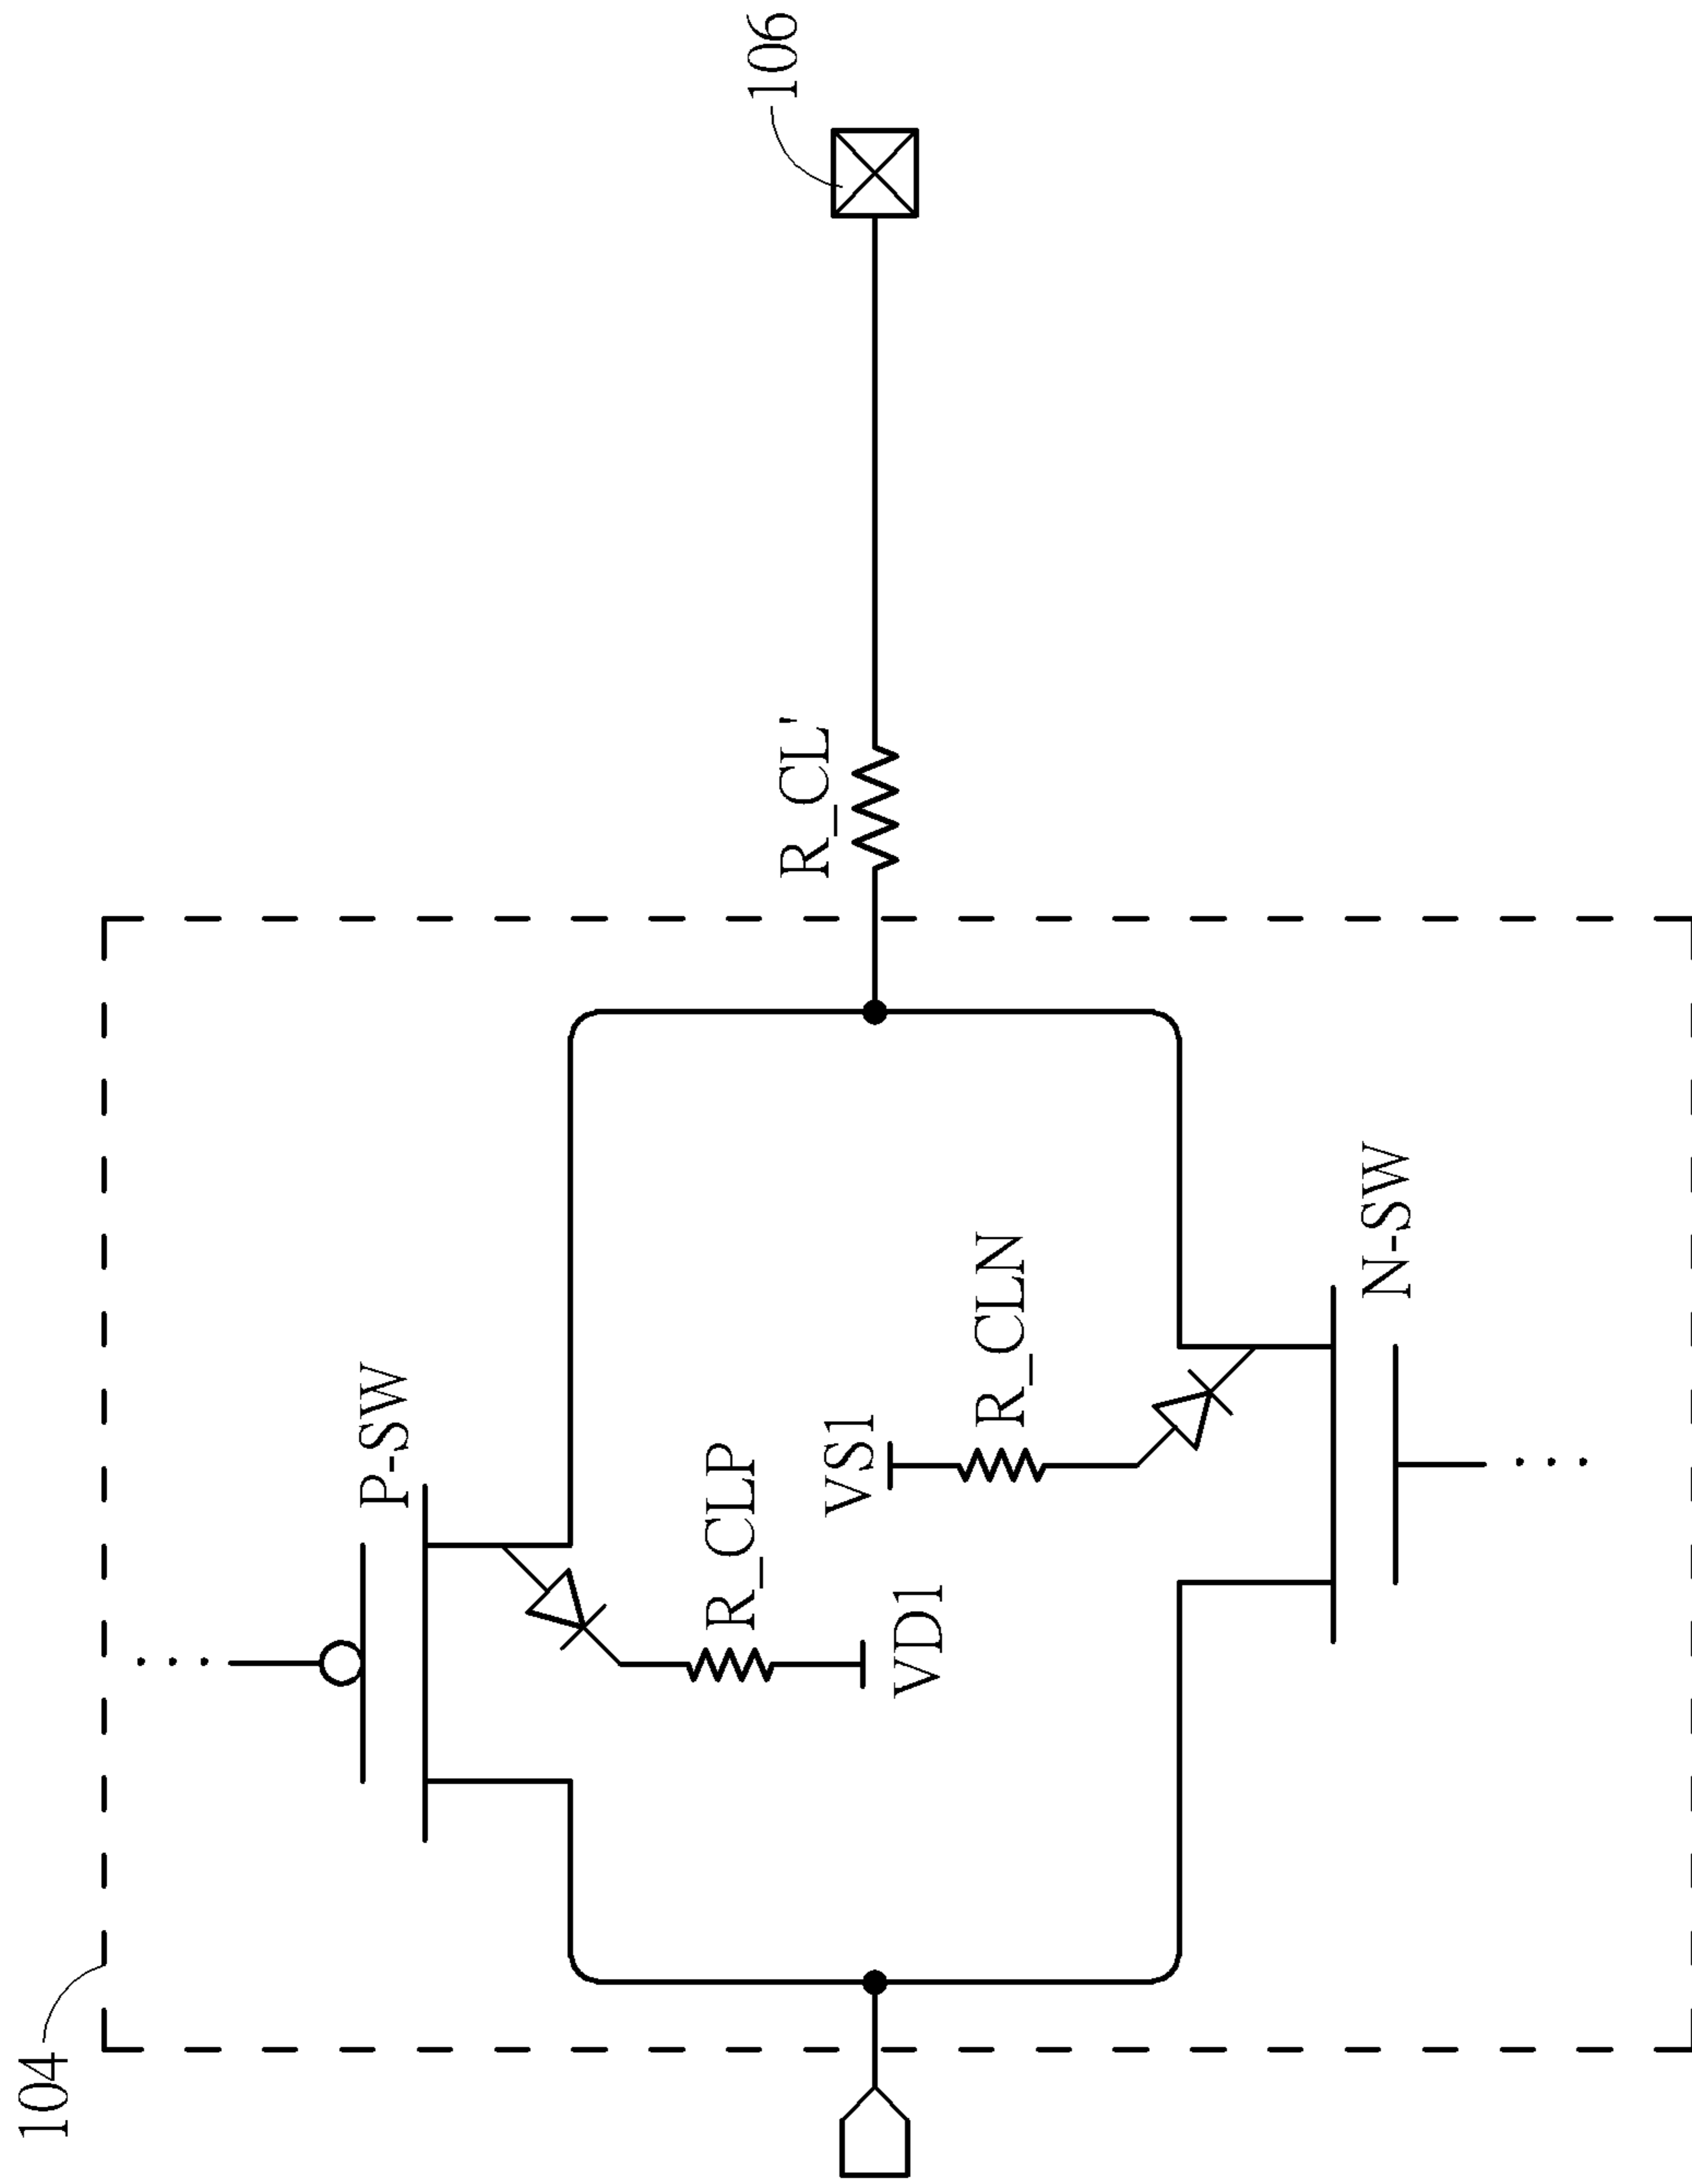 104
P-SW
R_CLP
VD1
VS1
R_CLN
N-SW
R_CL'
106